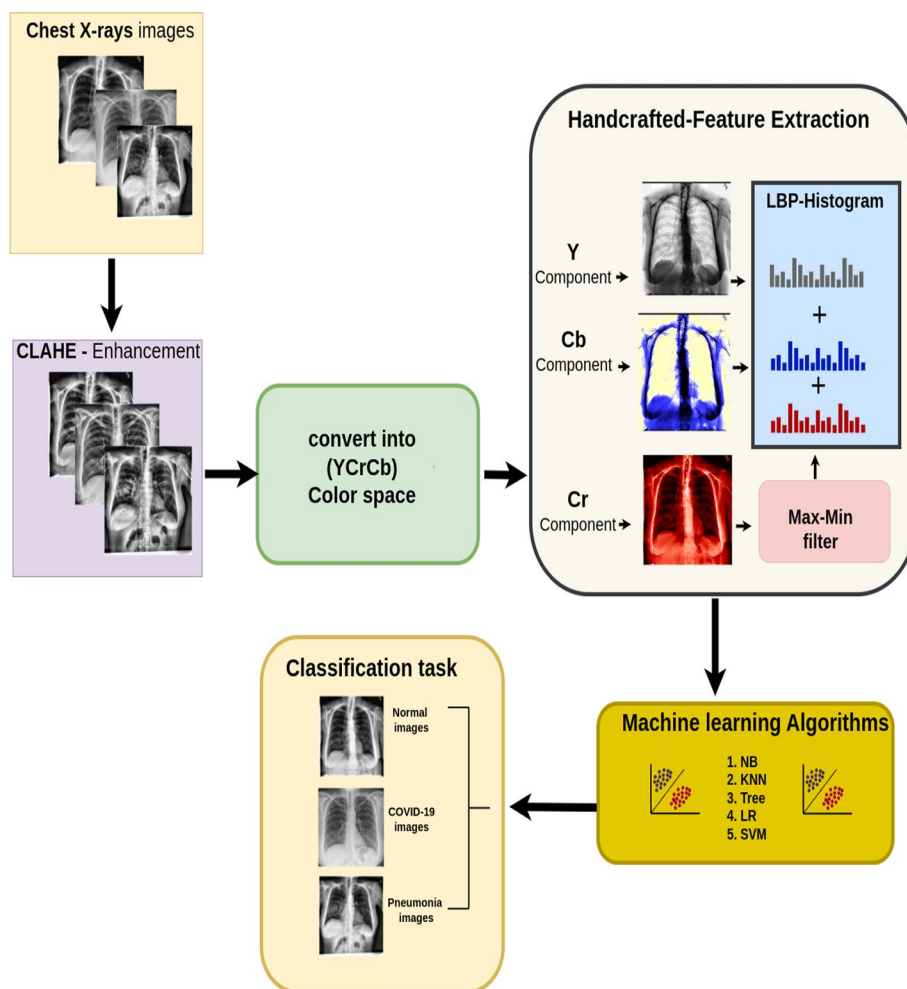 Chest X-rays images
CLAHE - Enhancement
convert into
(YCrCb)
Color space
Handcrafted-Feature Extraction
Y
Component
Cb
Component
Cr
Component
LBP-Histogram
+
+
Max-Min
filter
Machine learning Algorithms
1. NB
2. KNN
3. Tree
4. LR
5. SVM
Classification task
Normal
images
COVID-19
images
Pneumonia
images